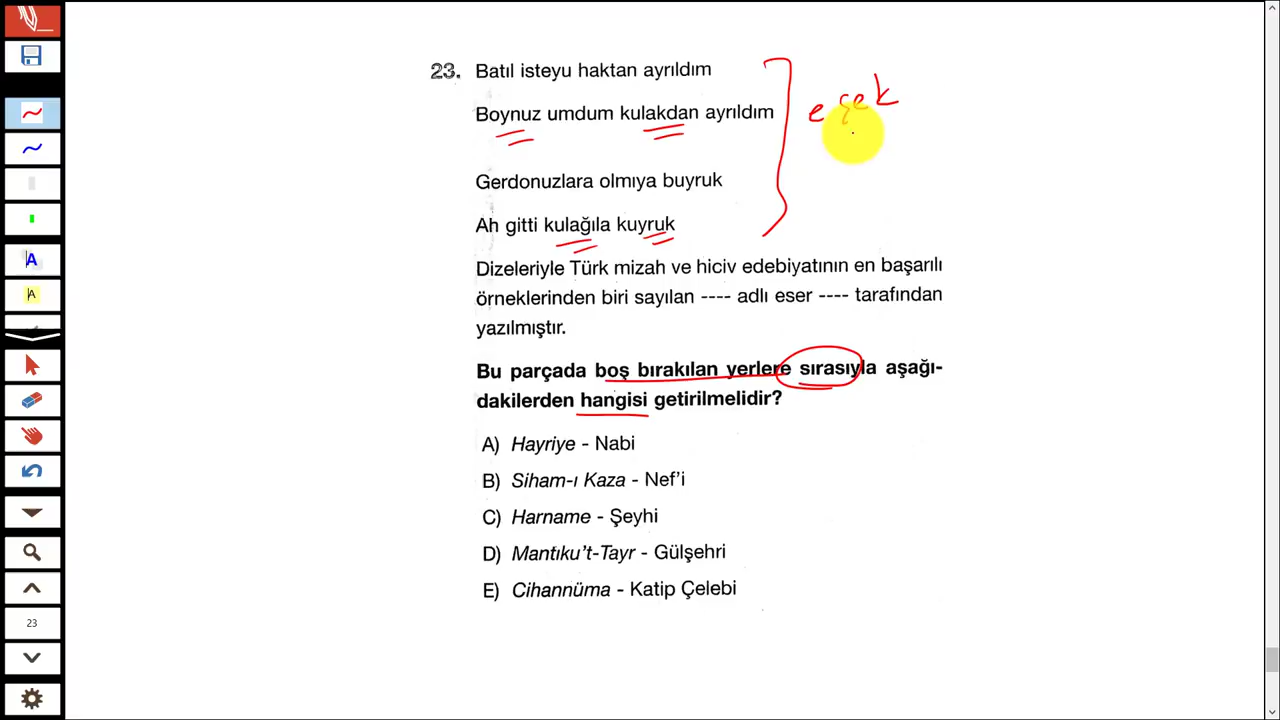 23. Batıl isteyu haktan ayrıldım
Boynuz umdum kulakdan ayrıldım
eşek
Gerdonuzlara olmıya buyruk
Ah gitti kulağıla kuyruk
Dizeleriyle Türk mizah ve hiciv edebiyatının en başarılı
örneklerinden biri sayılan ---- adlı eser ---- tarafından
yazılmıştır.
Bu parçada boş bırakılan yerlere sırasıyla aşağı-
dakilerden hangisi getirilmelidir?
A) Hayriye - Nabi
B) Siham-ı Kaza - Nef'i
C) Harname - Şeyhi
D) Mantıku't-Tayr - Gülşehri
E) Cihannüma - Katip Çelebi
A
A
23